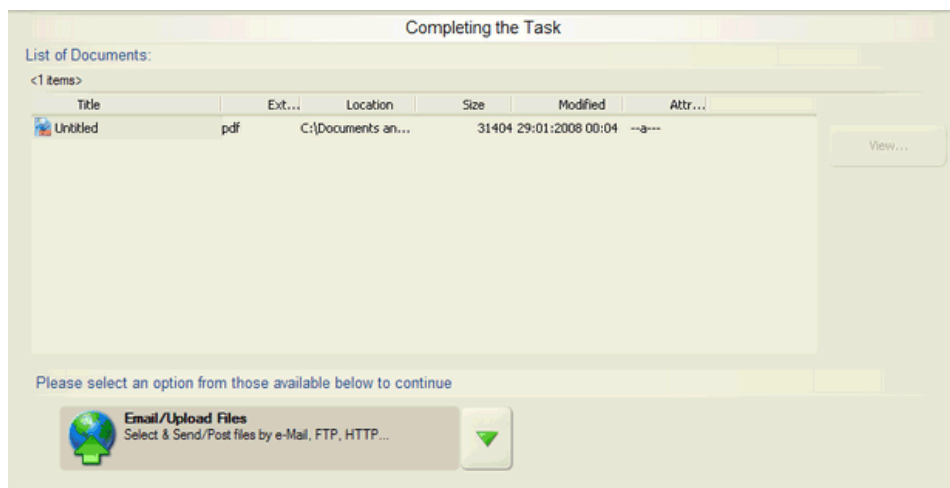 Completing the Task
List of Documents:
<1 items>
Title Ext... Location Size Modified Attr...
Untitled pdf C:\Documents an... 31404 29:01:2008 00:04 --a---
View...
Please select an option from those available below to continue
Email/Upload Files
Select & Send/Post files by e-Mail, FTP, HTTP...